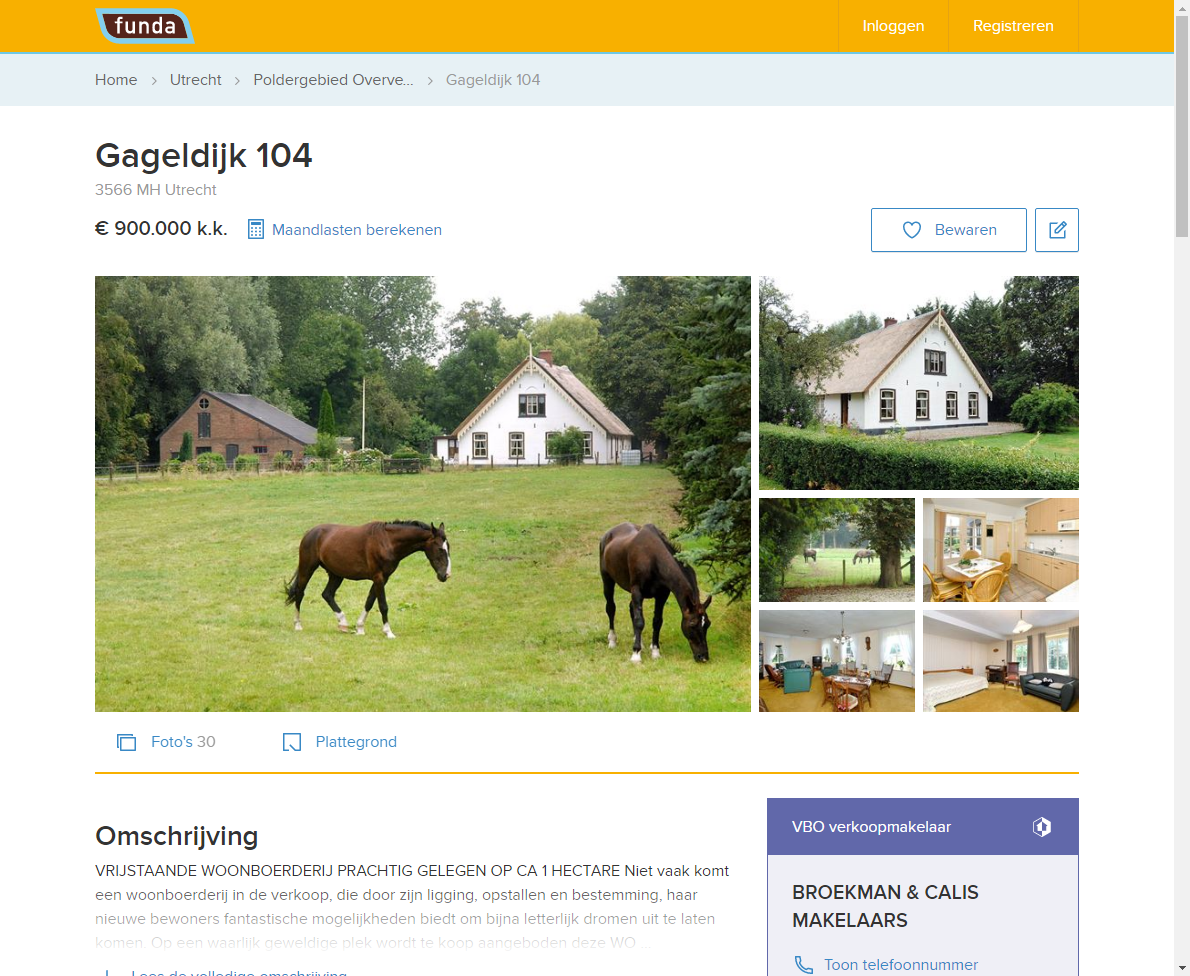 funda
Inloggen
Registreren
Home
Utrecht
Poldergebied Overve...
Gageldijk 104
Gageldijk 104
3566 MH Utrecht
€ 900.000 k.k.
Maandlasten berekenen
Bewaren
Foto's 30
Plattegrond
Omschrijving
VRIJSTAANDE WOONBOERDERIJ PRACHTIG GELEGEN OP CA 1 HECTARE Niet vaak komt
een woonboerderij in de verkoop, die door zijn ligging, opstallen en bestemming, haar
nieuwe bewoners fantastische mogelijkheden biedt om bijna letterlijk dromen uit te laten
komen. Op een waarlijk geweldige plek wordt te koop aangeboden deze WO ...
Lees de volledige omschrijving
VBO verkoopmakelaar
BROEKMAN & CALIS
MAKELAARS
Toon telefoonnummer